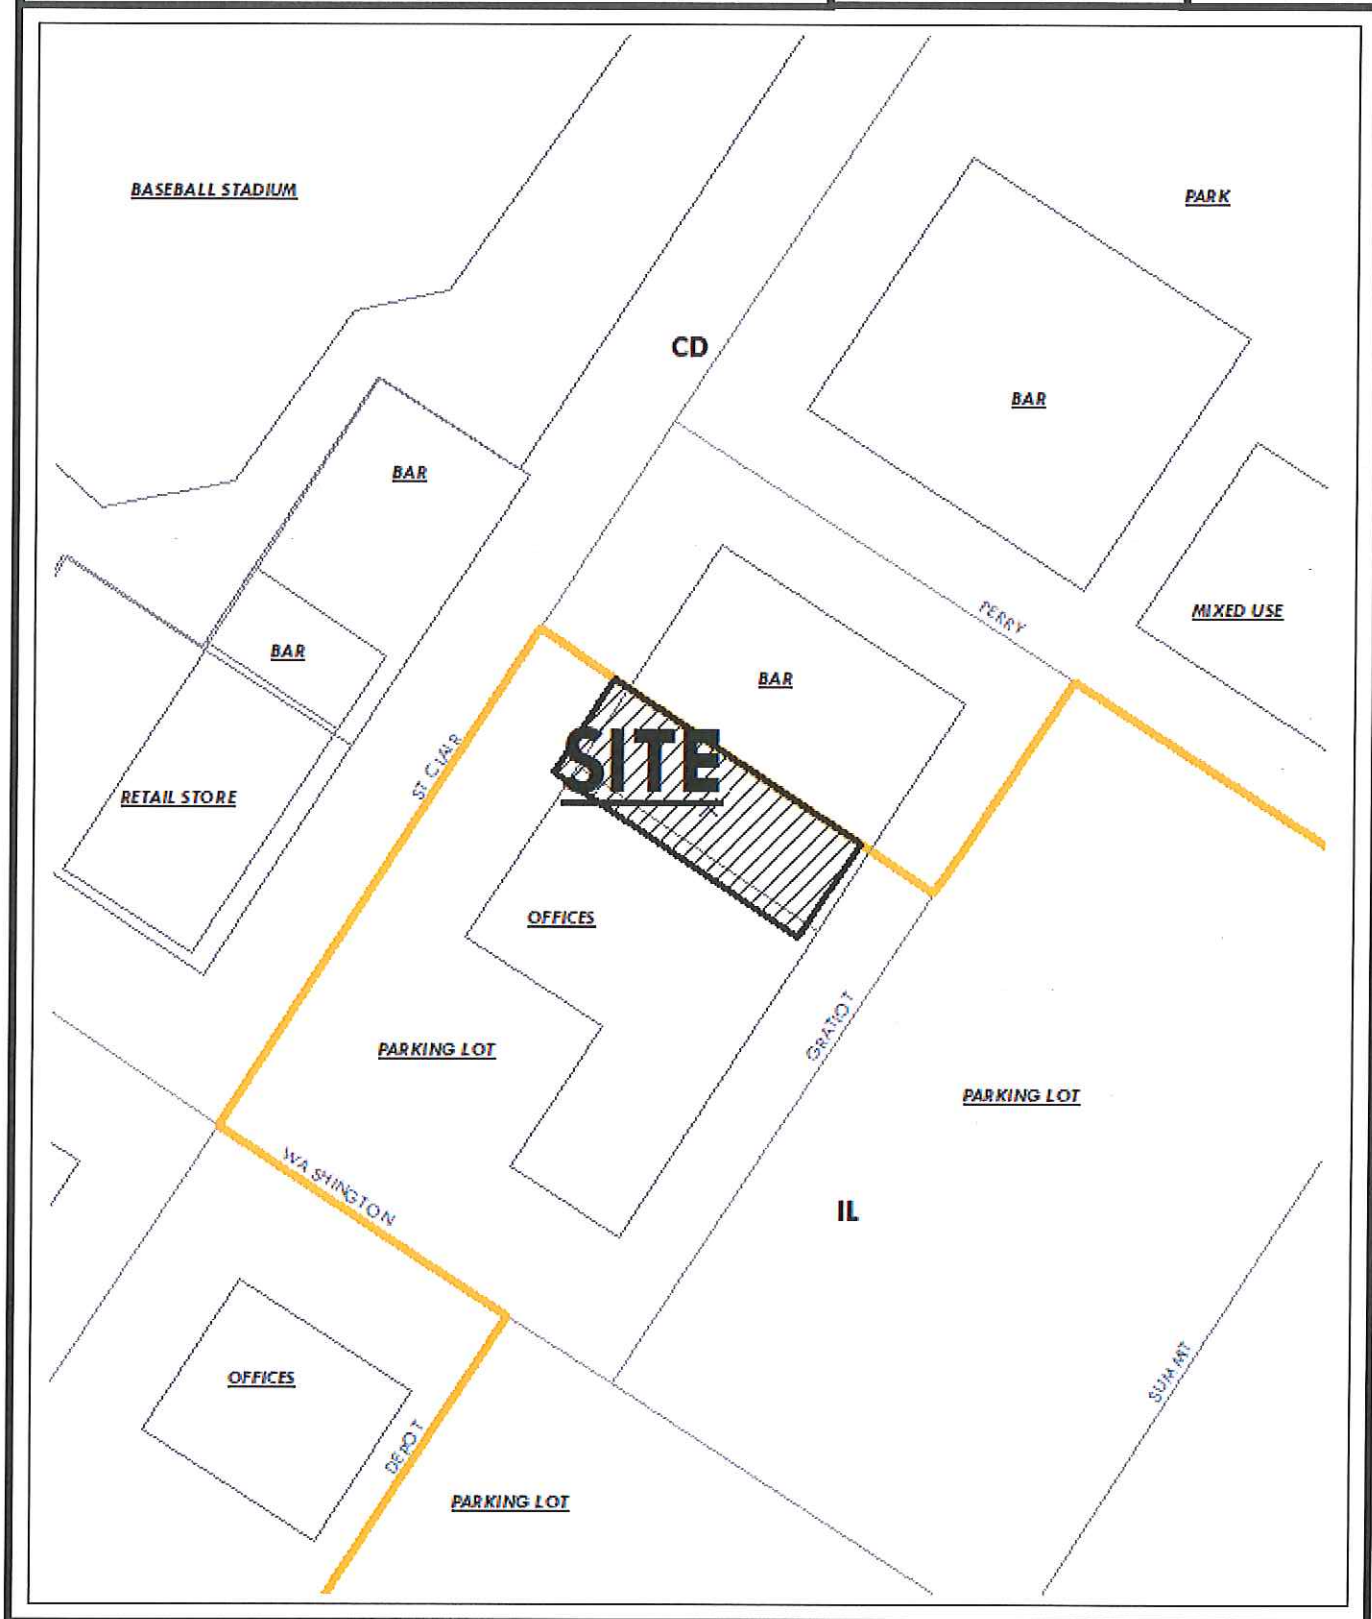 BASEBALL STADIUM
PARK
CD
BAR
BAR
PERRY
MIXED USE
BAR
BAR
ST CLAIR
SITE
RETAIL STORE
OFFICES
GRATIOT
PARKING LOT
PARKING LOT
WASHINGTON
IL
OFFICES
SUMMIT
DEPOT
PARKING LOT